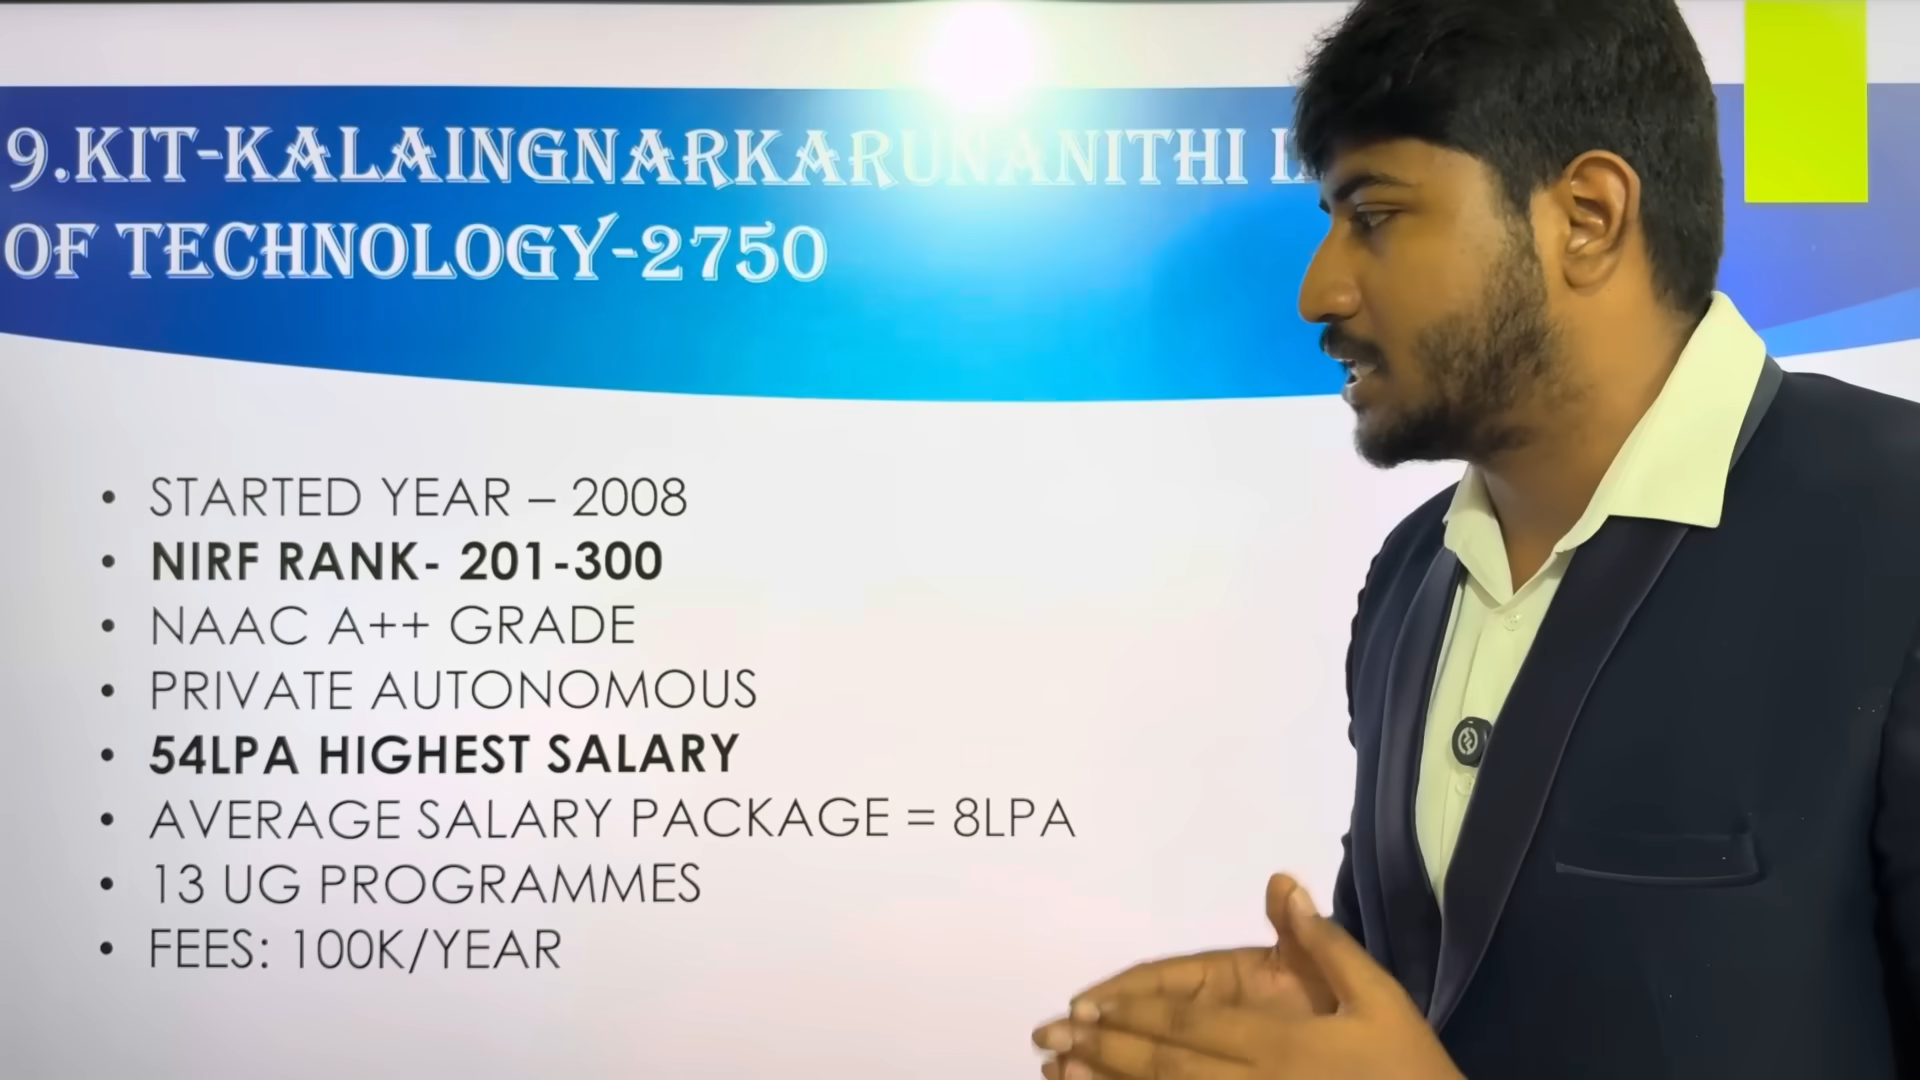 9.KIT-KALAINGNARKARUNANITHI
OF TECHNOLOGY-2750
• STARTED YEAR – 2008
• NIRF RANK- 201-300
• NAAC A++ GRADE
• PRIVATE AUTONOMOUS
• 54LPA HIGHEST SALARY
• AVERAGE SALARY PACKAGE = 8LPA
• 13 UG PROGRAMMES
• FEES: 100K/YEAR